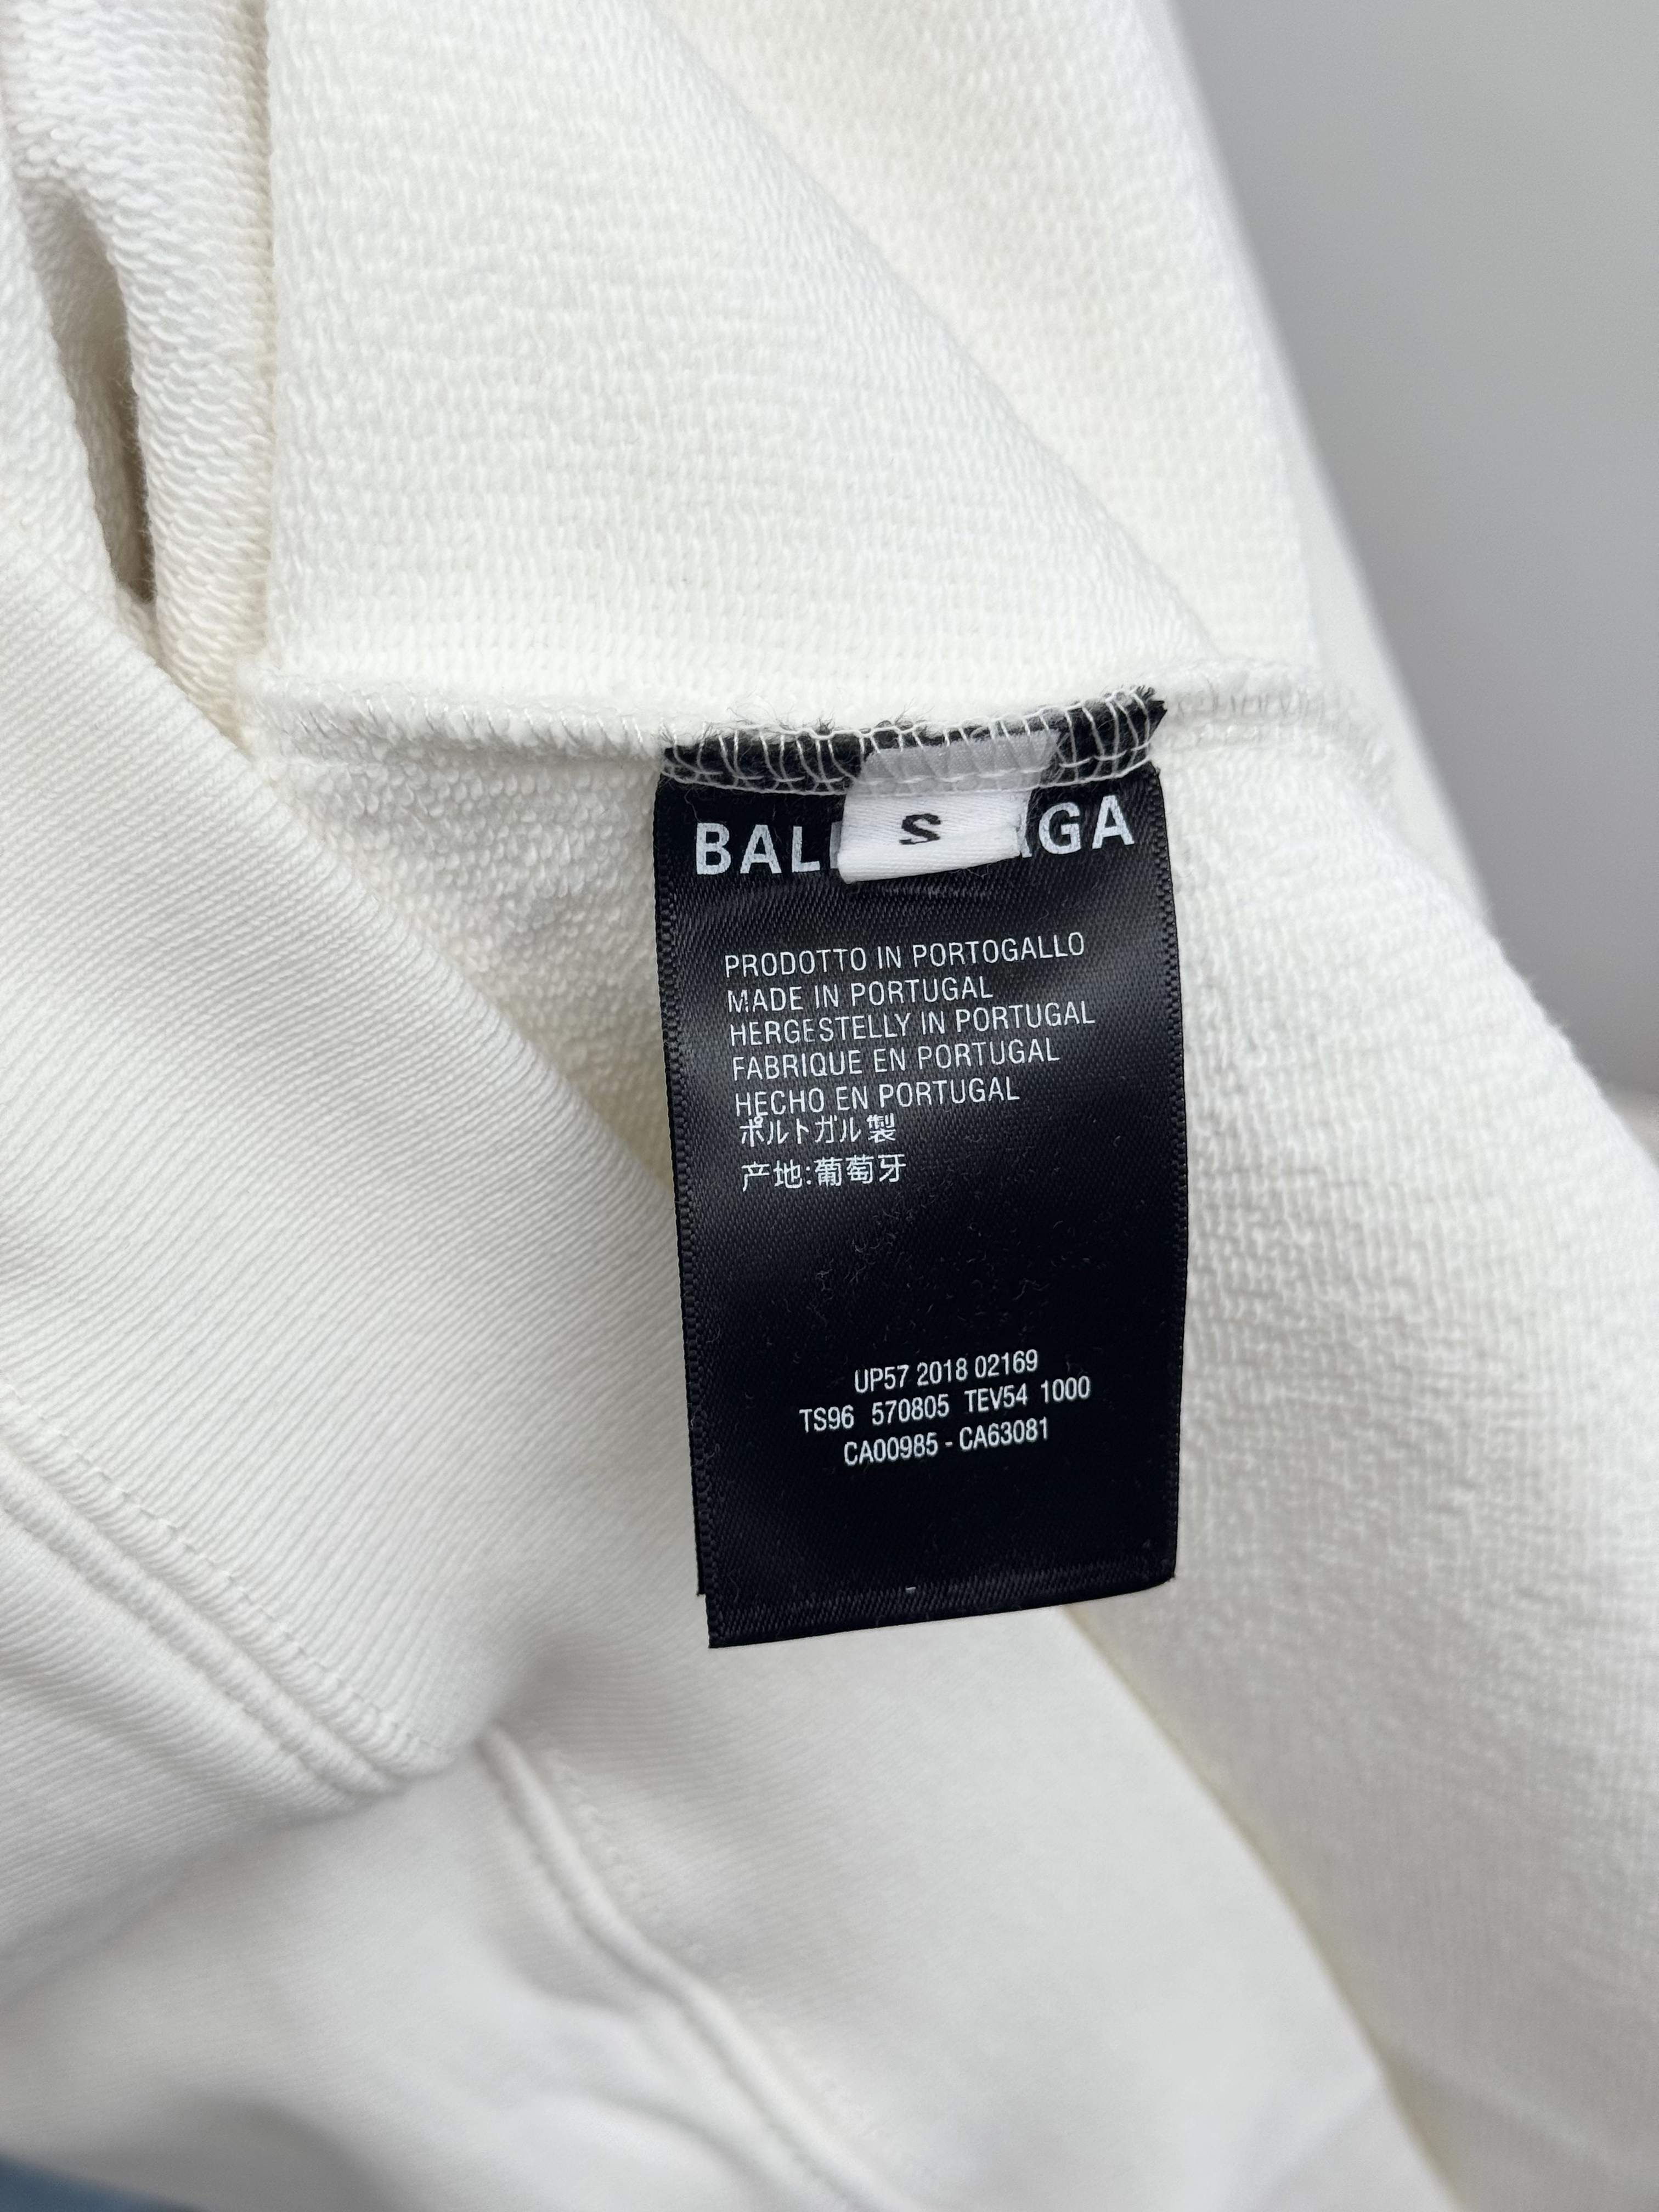 BAL
S
GA
PRODOTTO IN PORTOGALLO
MADE IN PORTUGAL
HERGESTELLY IN PORTUGAL
FABRIQUE EN PORTUGAL
HECHO EN PORTUGAL
ポルトガル製
产地:葡萄牙
UP57 2018 02169
TS96 570805 TEV54 1000
CA00985 - CA63081